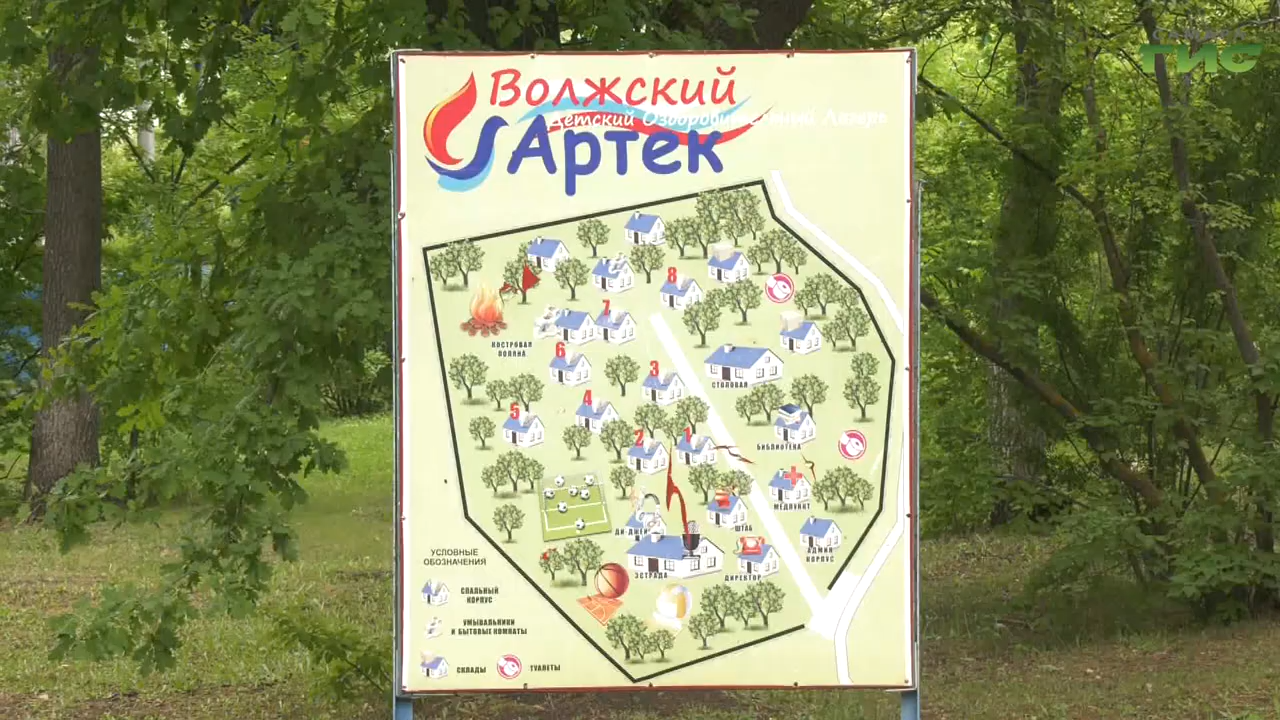 САМАРА
ГИС
Волжский
Детский Оздоровительный Лагерь
Артек
8
7
КОСТРОВАЯ
ПОЛЯНА
6
3
СТОЛОВАЯ
4
5
2
1
БИБЛИОТЕКА
МЕДПУНКТ
ДИ-ДЖЕЙ
ШТАБ
АДМИН
КОРПУС
ЭСТРАДА
ДИРЕКТОР
УСЛОВНЫЕ
ОБОЗНАЧЕНИЯ
СПАЛЬНЫЙ
КОРПУС
УМЫВАЛЬНИКИ
И БЫТОВЫЕ КОМНАТЫ
СКЛАДЫ
ТУАЛЕТЫ